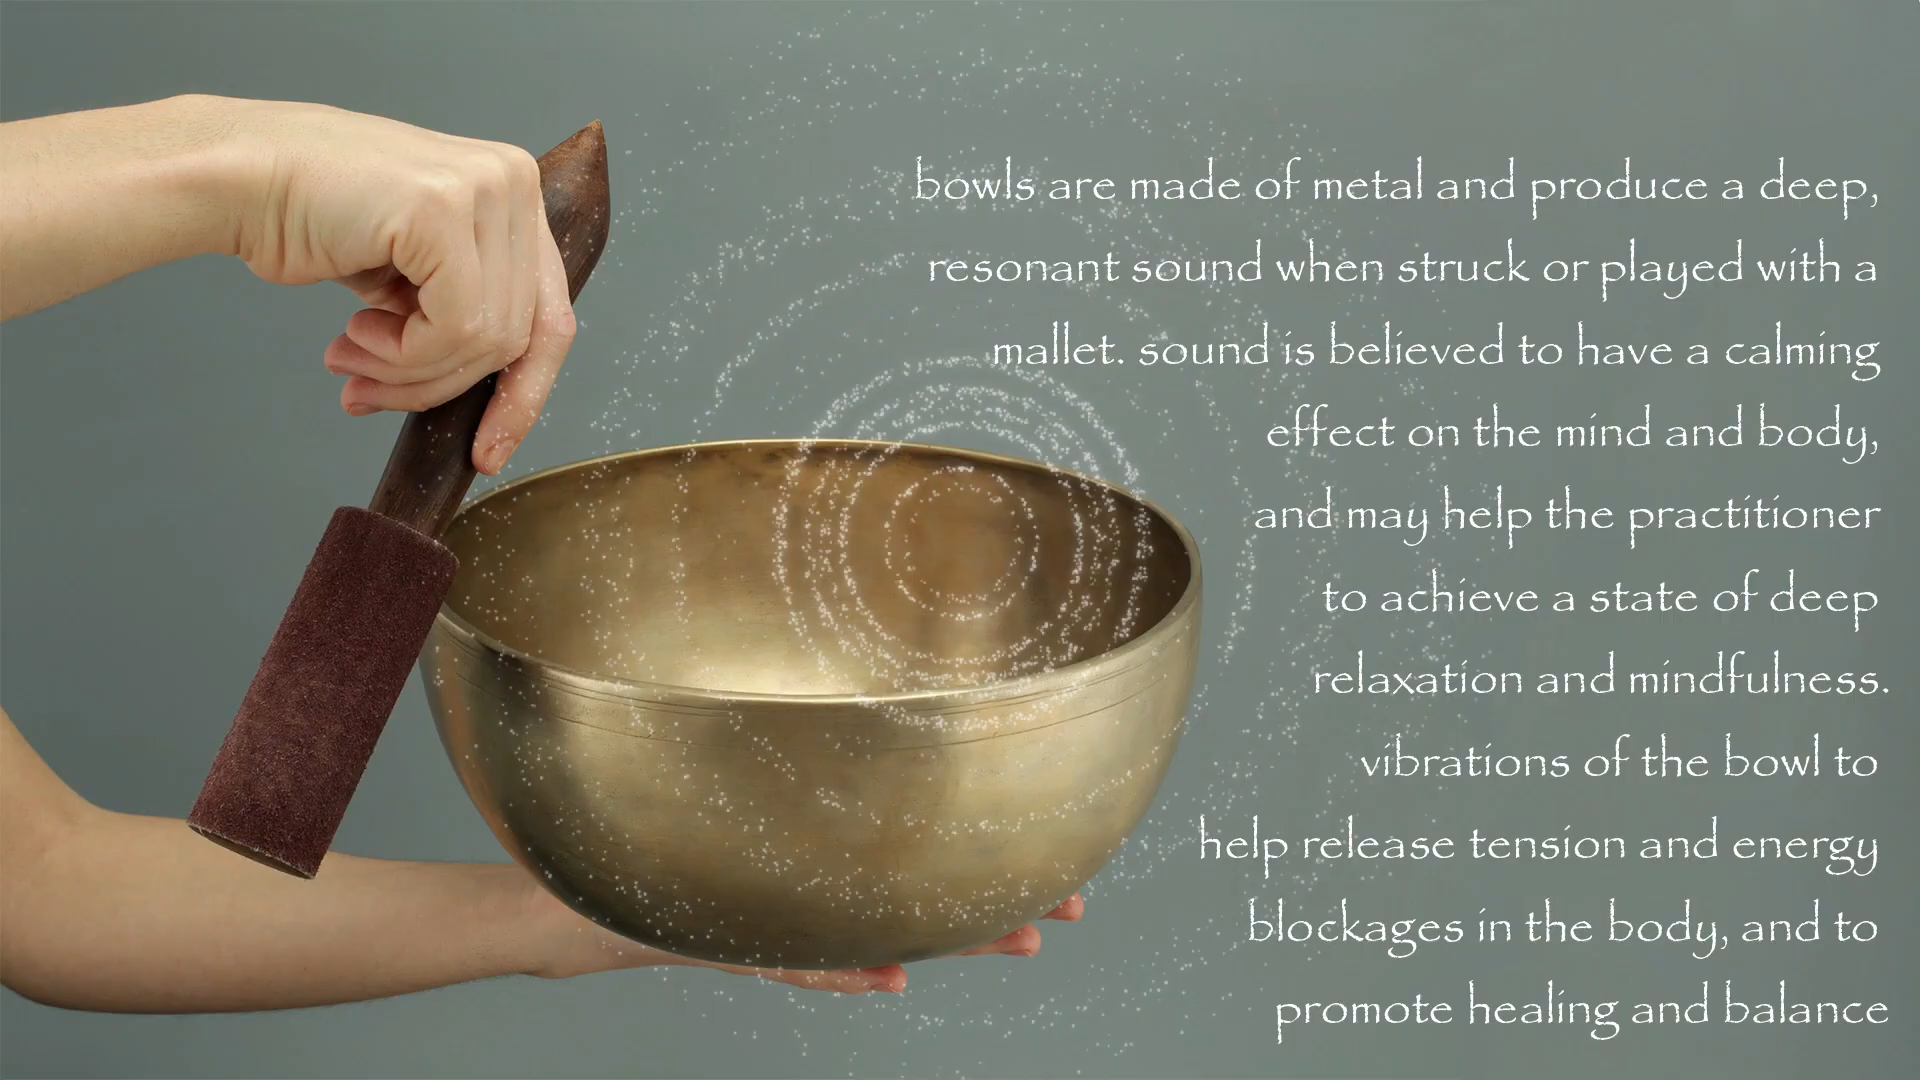 bowls are made of metal and produce a deep,
resonant sound when struck or played with a
mallet. sound is believed to have a calming
effect on the mind and body,
and may help the practitioner
to achieve a state of deep
relaxation and mindfulness.
vibrations of the bowl to
help release tension and energy
blockages in the body, and to
promote healing and balance